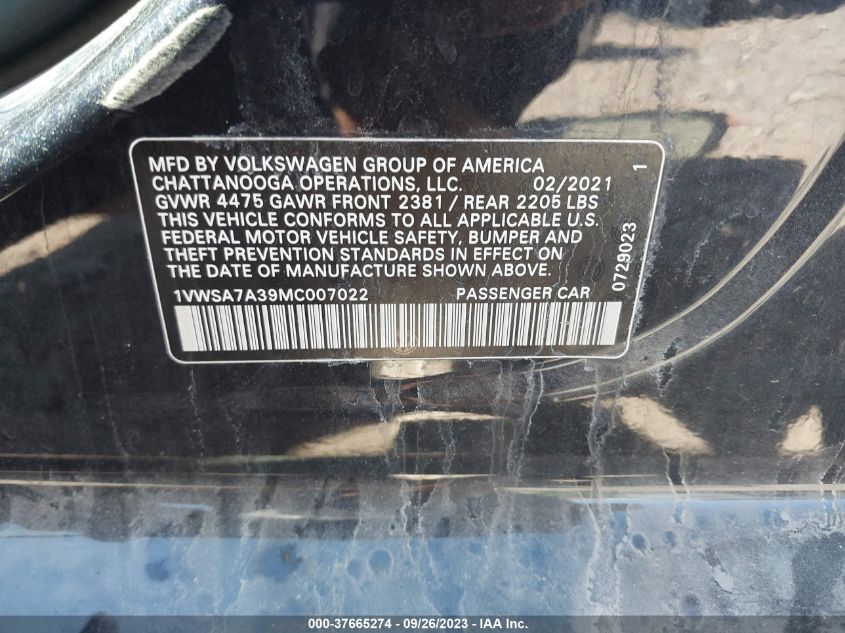 MFD BY VOLKSWAGEN GROUP OF AMERICA
CHATTANOOGA OPERATIONS, LLC. 02/2021
GVWR 4475 GAWR FRONT 2381 / REAR 2205 LBS
THIS VEHICLE CONFORMS TO ALL APPLICABLE U.S.
FEDERAL MOTOR VEHICLE SAFETY, BUMPER AND
THEFT PREVENTION STANDARDS IN EFFECT ON
THE DATE OF MANUFACTURE SHOWN ABOVE.
1VWSA7A39MC007022 PASSENGER CAR
0729023 1
000-37665274 - 09/26/2023 - IAA Inc.